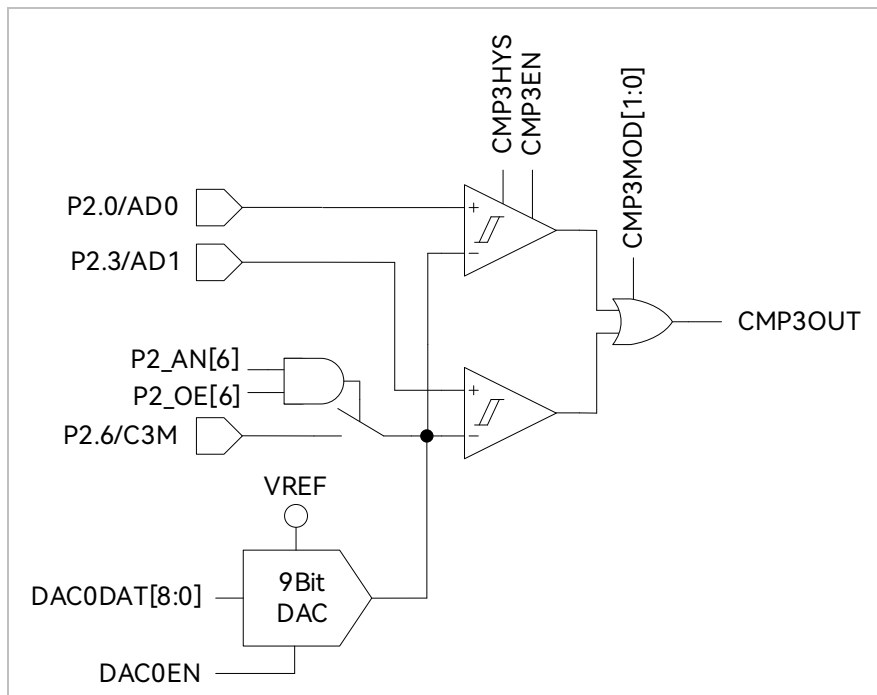 CMP3HYS
CMP3EN
CMP3MOD[1:0]
P2.0/AD0
+
−
P2.3/AD1
CMP3OUT
P2_AN[6]
P2_OE[6]
+
P2.6/C3M
−
VREF
9Bit
DAC
DAC0DAT[8:0]
DAC0EN